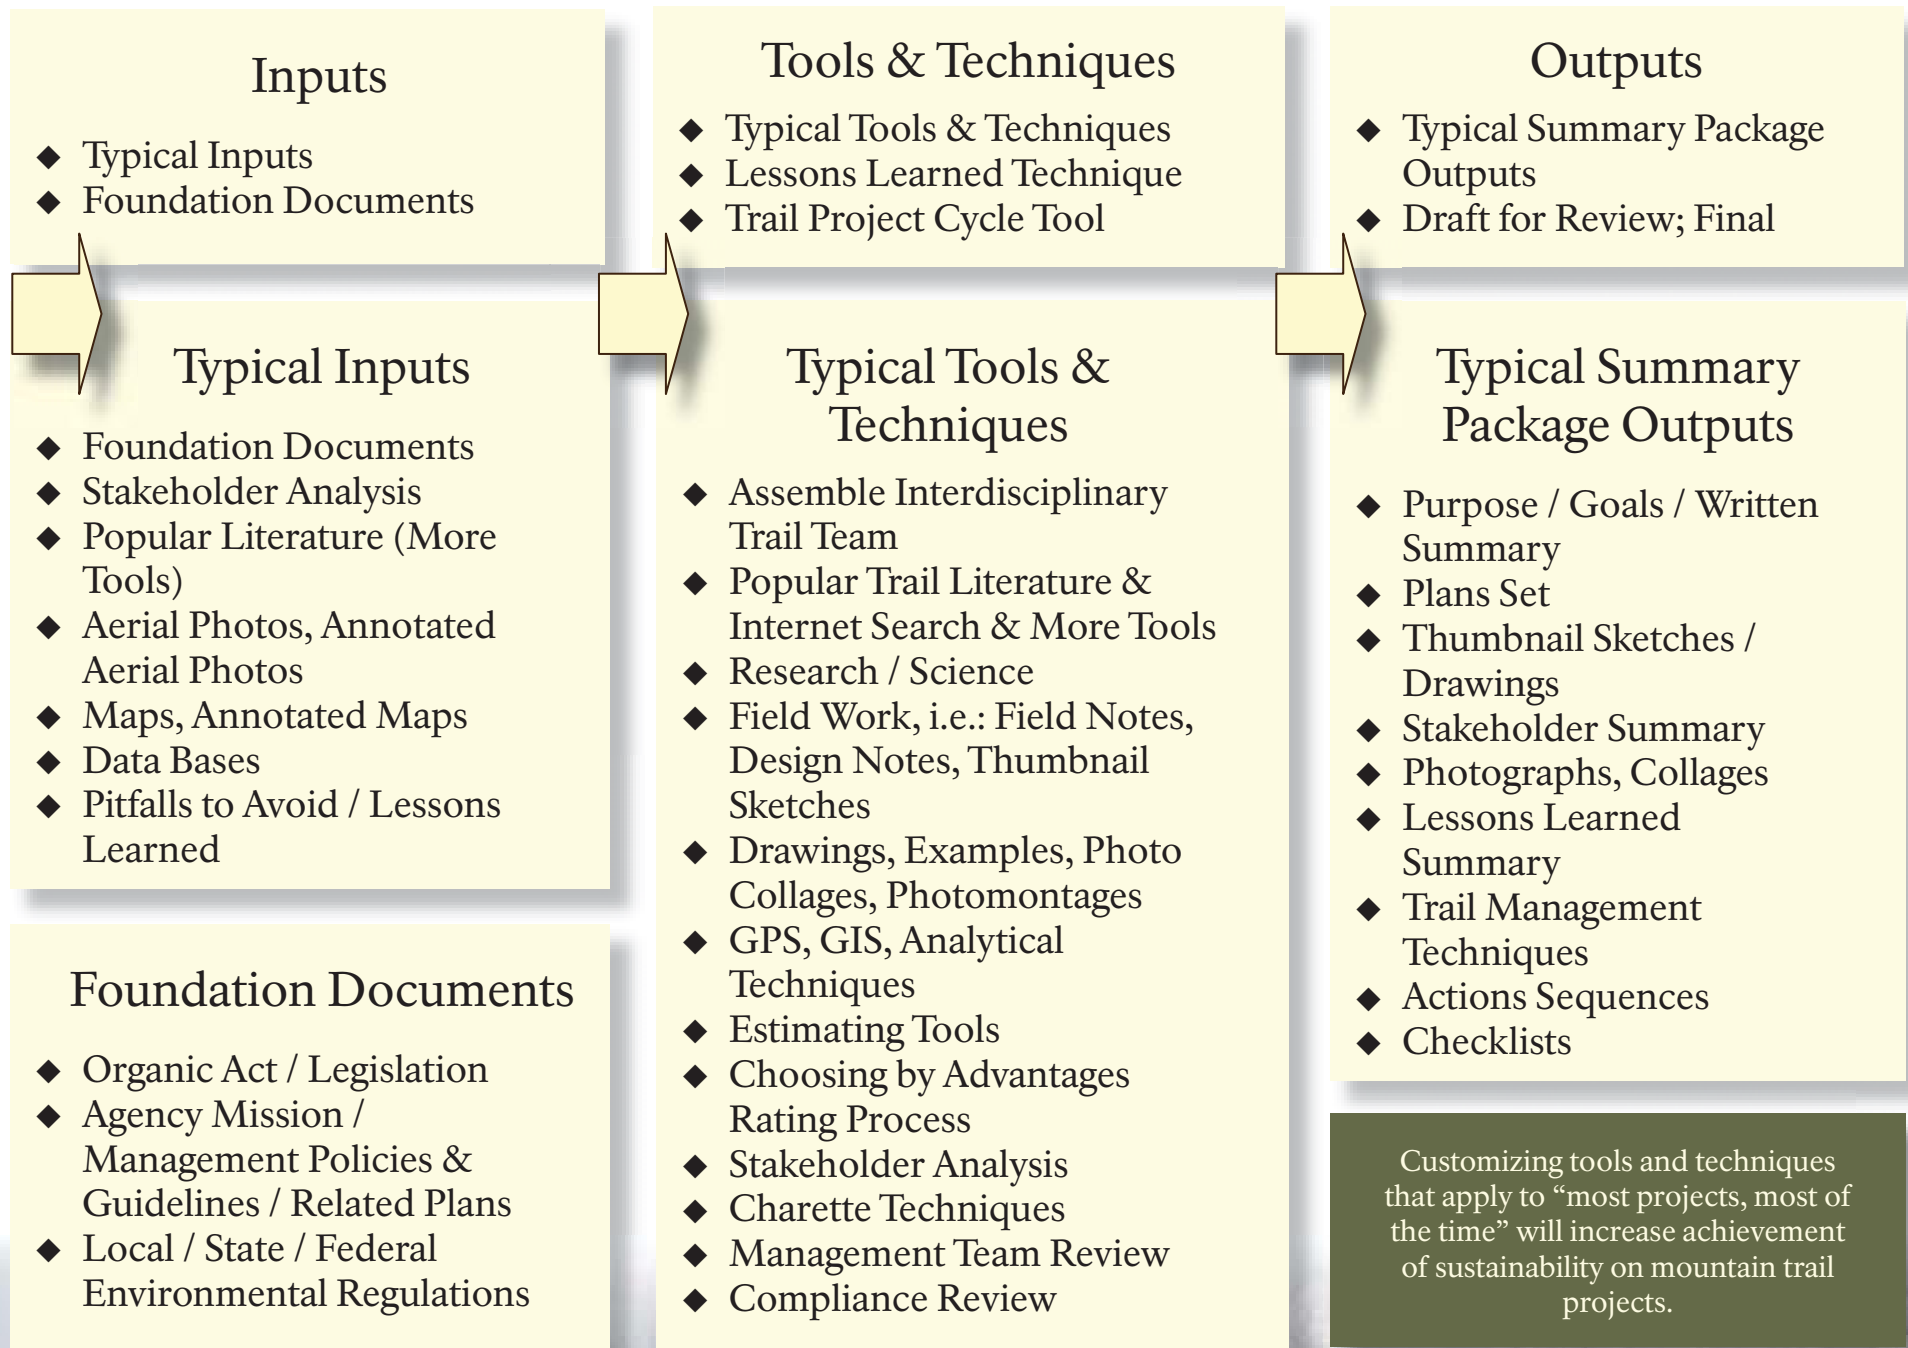 Inputs
◆ Typical Inputs
◆ Foundation Documents
Typical Inputs
◆ Foundation Documents
◆ Stakeholder Analysis
◆ Popular Literature (More
Tools)
◆ Aerial Photos, Annotated
Aerial Photos
◆ Maps, Annotated Maps
◆ Data Bases
◆ Pitfalls to Avoid / Lessons
Learned
Foundation Documents
◆ Organic Act / Legislation
◆ Agency Mission /
Management Policies &
Guidelines / Related Plans
◆ Local / State / Federal
Environmental Regulations
Tools & Techniques
◆ Typical Tools & Techniques
◆ Lessons Learned Technique
◆ Trail Project Cycle Tool
Typical Tools &
Techniques
◆ Assemble Interdisciplinary
Trail Team
◆ Popular Trail Literature &
Internet Search & More Tools
◆ Research / Science
◆ Field Work, i.e.: Field Notes,
Design Notes, Thumbnail
Sketches
◆ Drawings, Examples, Photo
Collages, Photomontages
◆ GPS, GIS, Analytical
Techniques
◆ Estimating Tools
◆ Choosing by Advantages
Rating Process
◆ Stakeholder Analysis
◆ Charette Techniques
◆ Management Team Review
◆ Compliance Review
Outputs
◆ Typical Summary Package
Outputs
◆ Draft for Review; Final
Typical Summary
Package Outputs
◆ Purpose / Goals / Written
Summary
◆ Plans Set
◆ Thumbnail Sketches /
Drawings
◆ Stakeholder Summary
◆ Photographs, Collages
◆ Lessons Learned
Summary
◆ Trail Management
Techniques
◆ Actions Sequences
◆ Checklists
Customizing tools and techniques
that apply to “most projects, most of
the time” will increase achievement
of sustainability on mountain trail
projects.